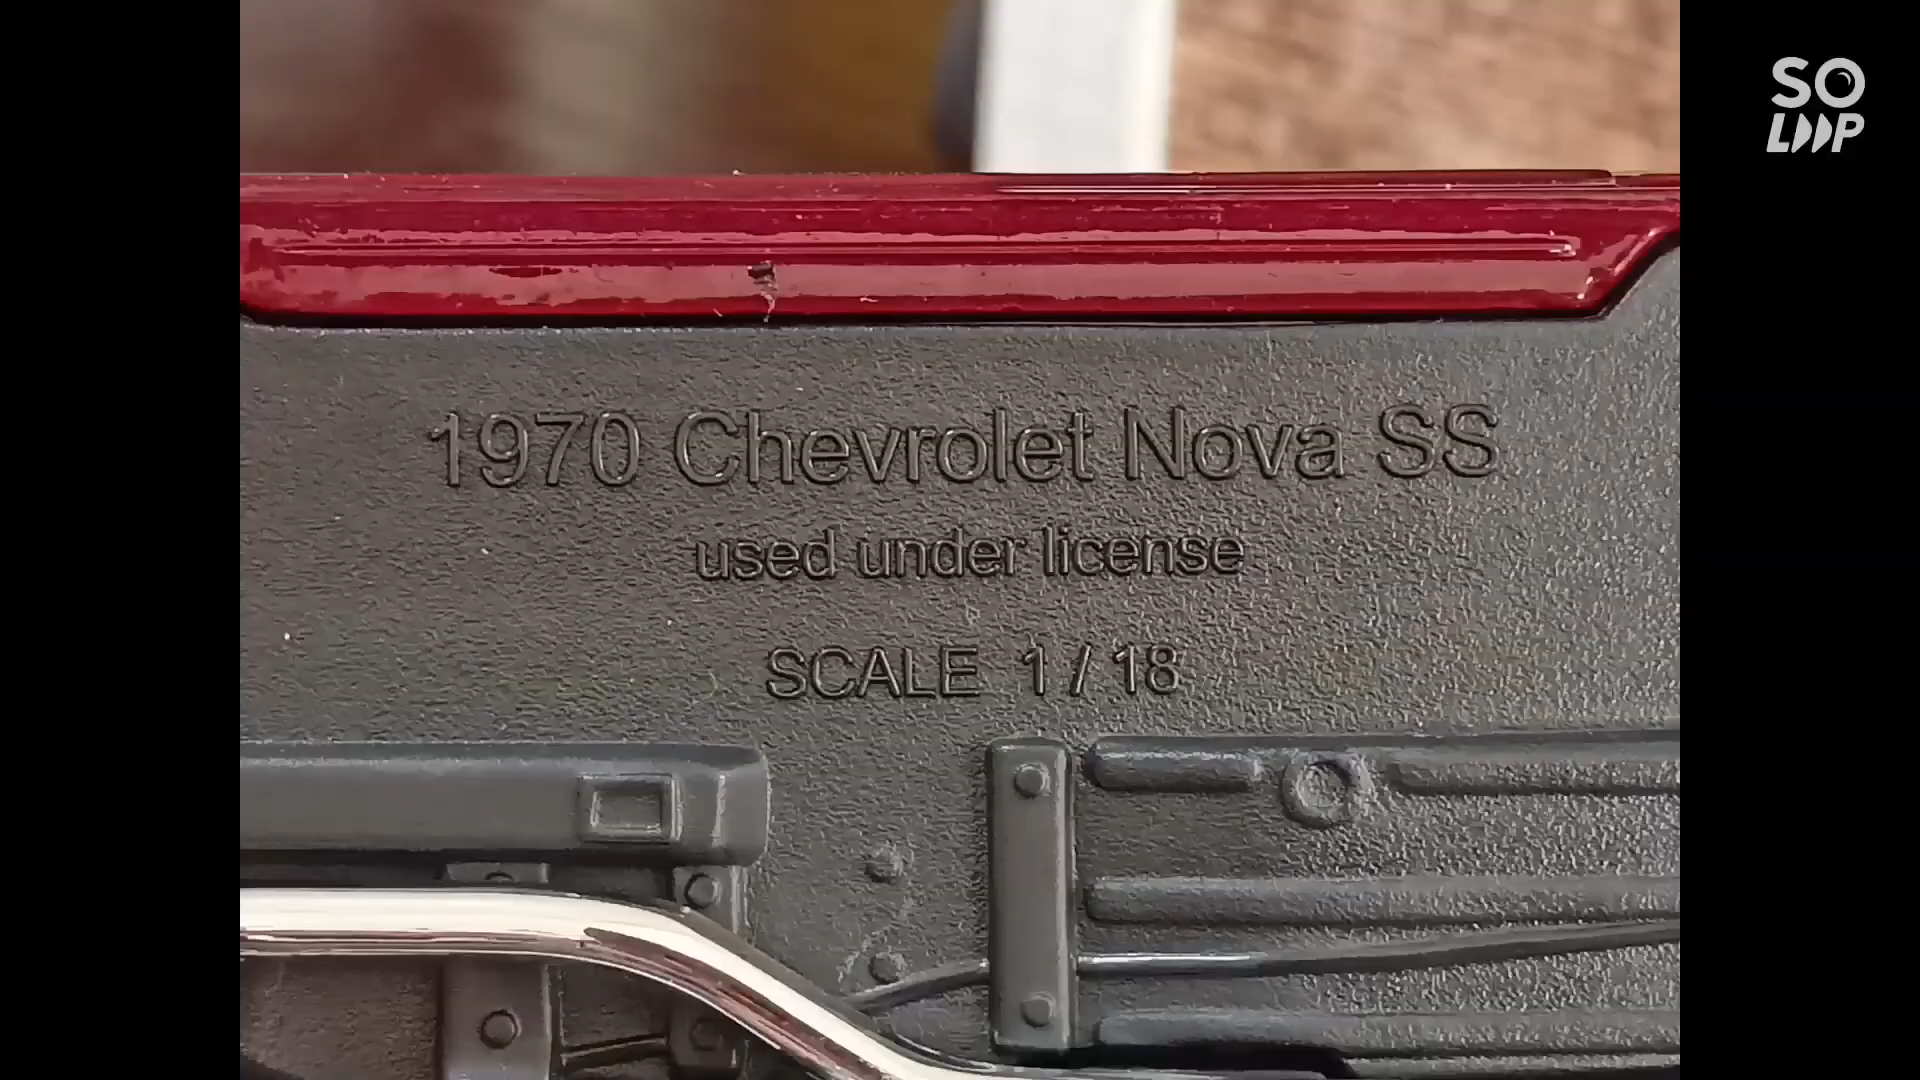 SO
LOOP
1970 Chevrolet Nova SS
used under license
SCALE 1 / 18